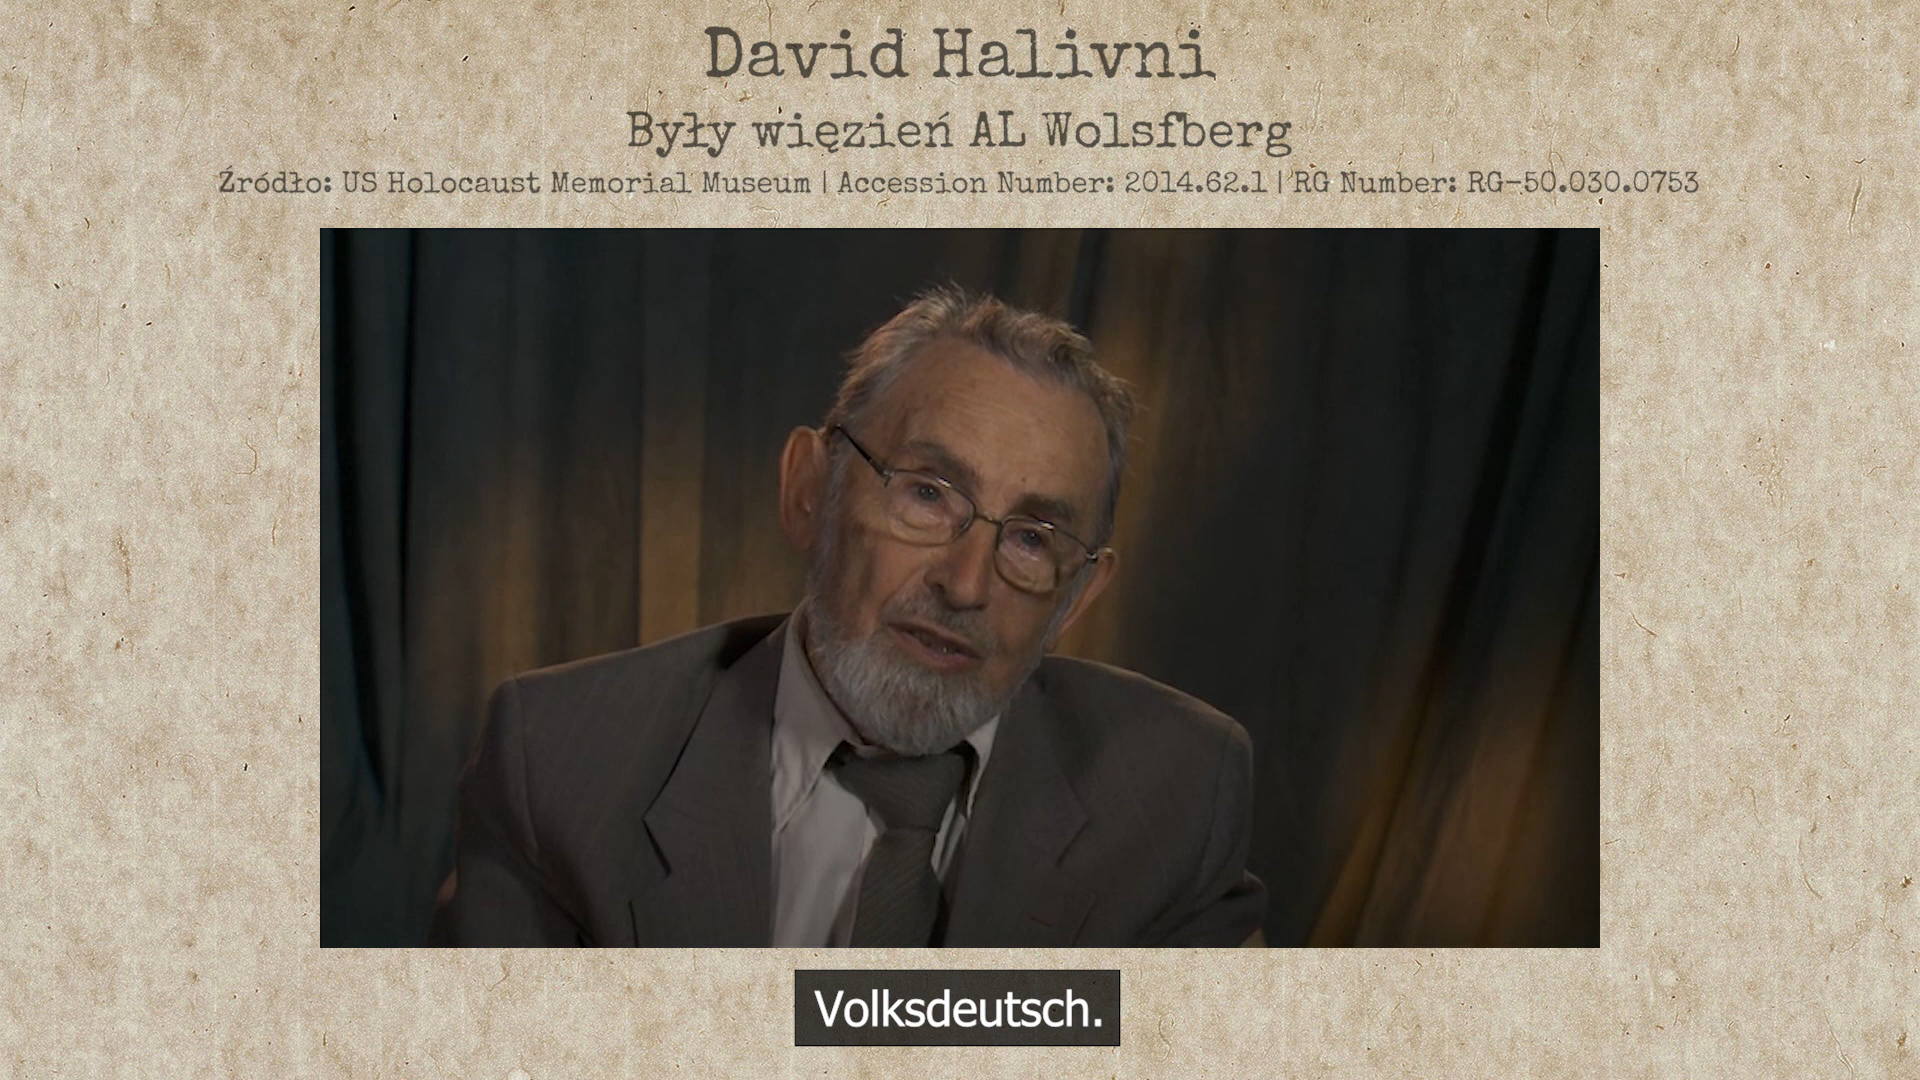 David Halivni
Były więzień AL Wolsfberg
Źródło: US Holocaust Memorial Museum | Accession Number: 2014.62.1 | RG Number: RG-50.030.0753
Volksdeutsch.